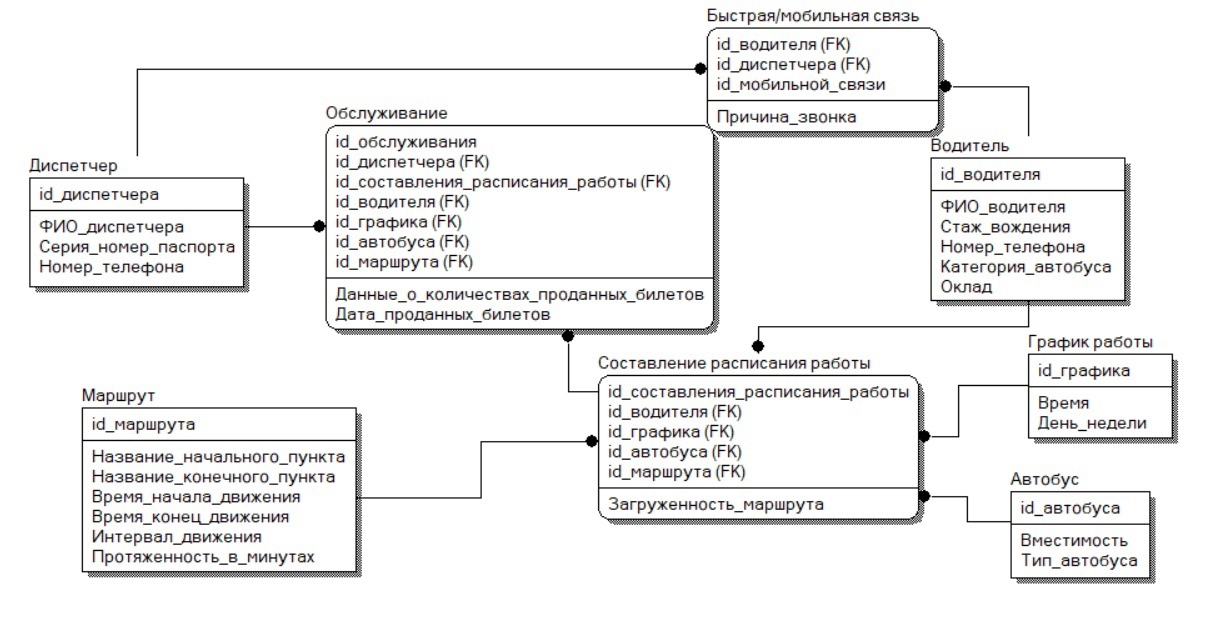 Быстрая/мобильная связь
id_водителя (FK)
id_диспетчера (FK)
id_мобильной_связи
Причина_звонка
Обслуживание
id_обслуживания
id_диспетчера (FK)
id_составления_расписания_работы (FK)
id_водителя (FK)
id_графика (FK)
id_автобуса (FK)
id_маршрута (FK)
Данные_о_количествах_проданных_билетов
Дата_проданных_билетов
Диспетчер
id_диспетчера
ФИО_диспетчера
Серия_номер_паспорта
Номер_телефона
Водитель
id_водителя
ФИО_водителя
Стаж_вождения
Номер_телефона
Категория_автобуса
Оклад
График работы
id_графика
Время
День_недели
Составление расписания работы
id_составления_расписания_работы
id_водителя (FK)
id_графика (FK)
id_автобуса (FK)
id_маршрута (FK)
Загруженность_маршрута
Маршрут
id_маршрута
Название_начального_пункта
Название_конечного_пункта
Время_начала_движения
Время_конец_движения
Интервал_движения
Протяженность_в_минутах
Автобус
id_автобуса
Вместимость
Тип_автобуса